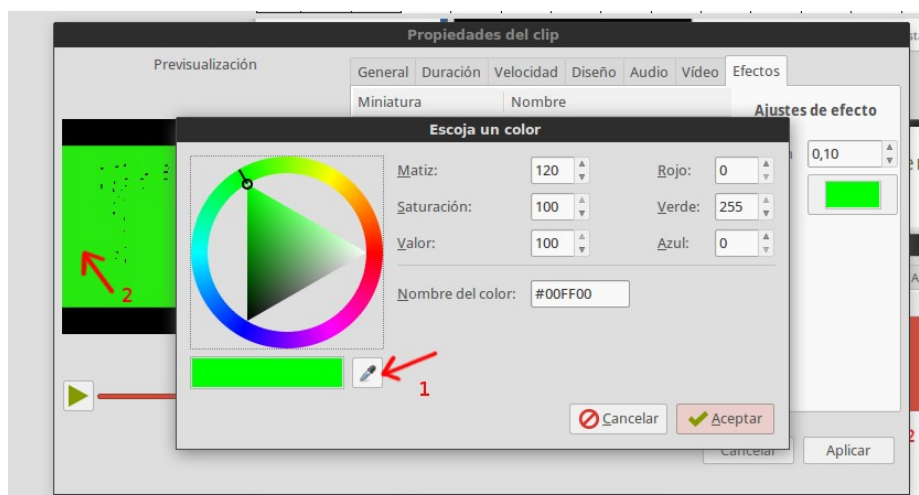 Propiedades del clip
Previsualización
General Duración Velocidad Diseño Audio Vídeo Efectos
Miniatura Nombre
Ajustes de efecto
Escoja un color
0,10
Matiz: 120 Rojo: 0
Saturación: 100 Verde: 255
Valor: 100 Azul: 0
Nombre del color: #00FF00
2
1
Cancelar Aceptar
Cancelar Aplicar
2